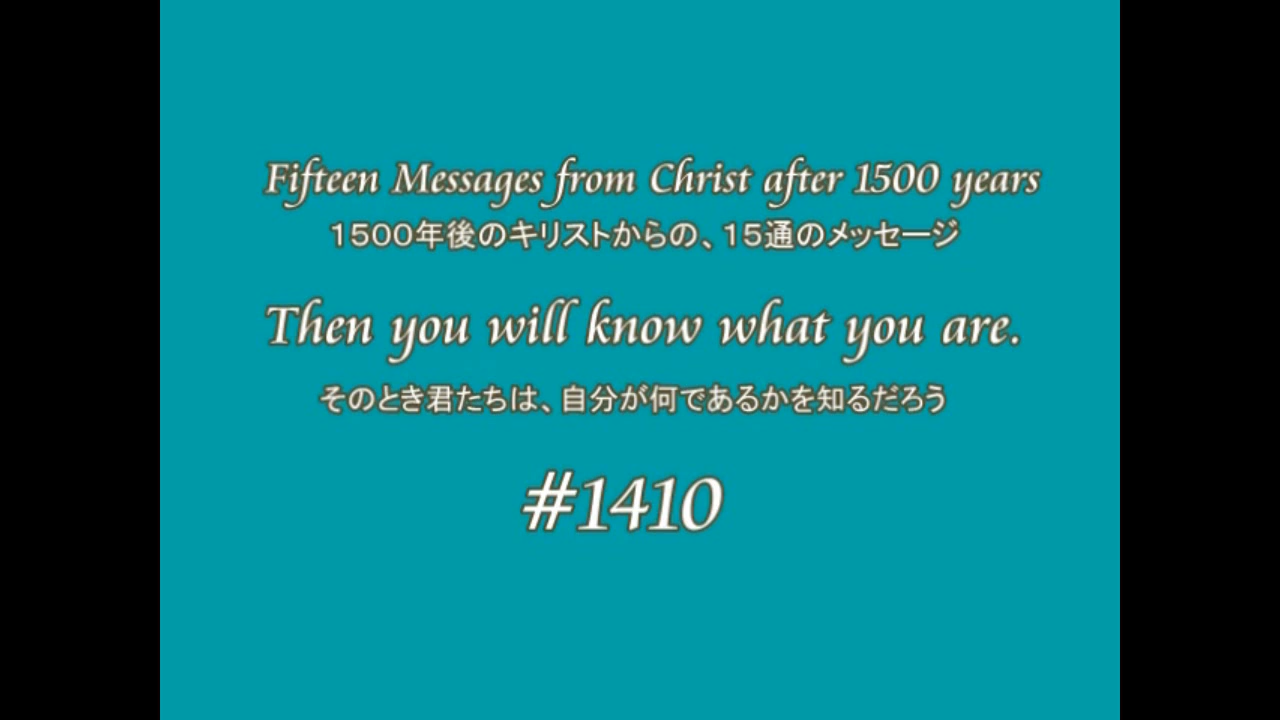 Fifteen Messages from Christ after 1500 years
１５００年後のキリストからの、１５通のメッセージ
Then you will know what you are.
そのとき君たちは、自分が何であるかを知るだろう
#1410